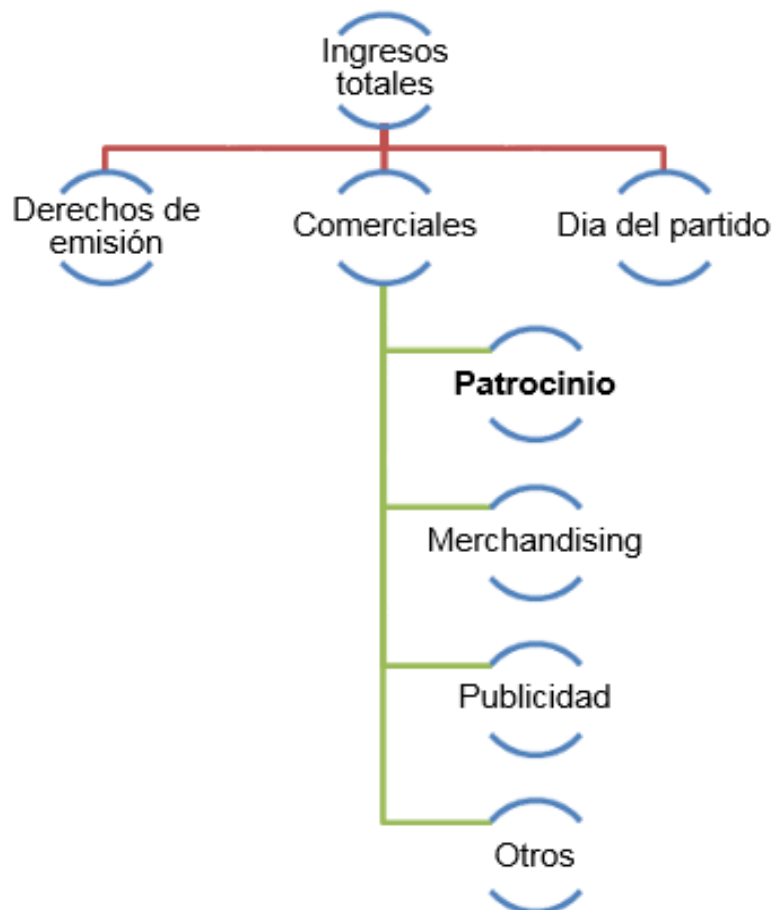 Ingresos
totales
Derechos de
emisión
Comerciales
Dia del partido
Patrocinio
Merchandising
Publicidad
Otros